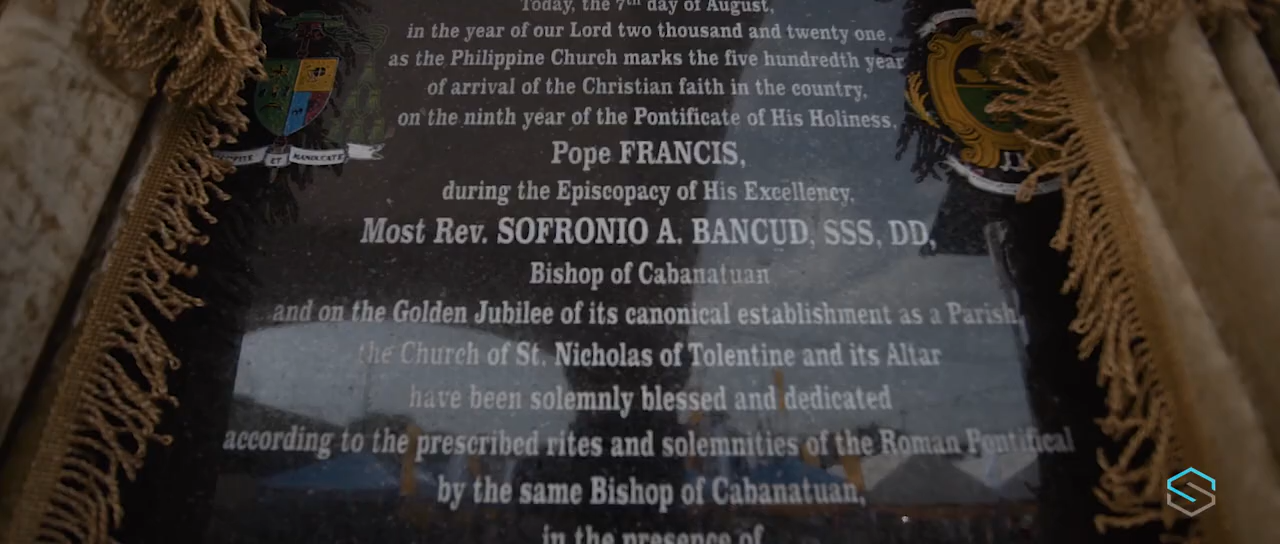 Today, the 7th day of August,
in the year of our Lord two thousand and twenty one,
as the Philippine Church marks the five hundredth year
of arrival of the Christian faith in the country,
on the ninth year of the Pontificate of His Holiness,
Pope FRANCIS,
during the Episcopacy of His Excellency,
Most Rev. SOFRONIO A. BANCUD, SSS, DD,
Bishop of Cabanatuan
and on the Golden Jubilee of its canonical establishment as a Parish,
the Church of St. Nicholas of Tolentine and its Altar
have been solemnly blessed and dedicated
according to the prescribed rites and solemnities of the Roman Pontifical
by the same Bishop of Cabanatuan,
in the presence of
ET MANDUCATE